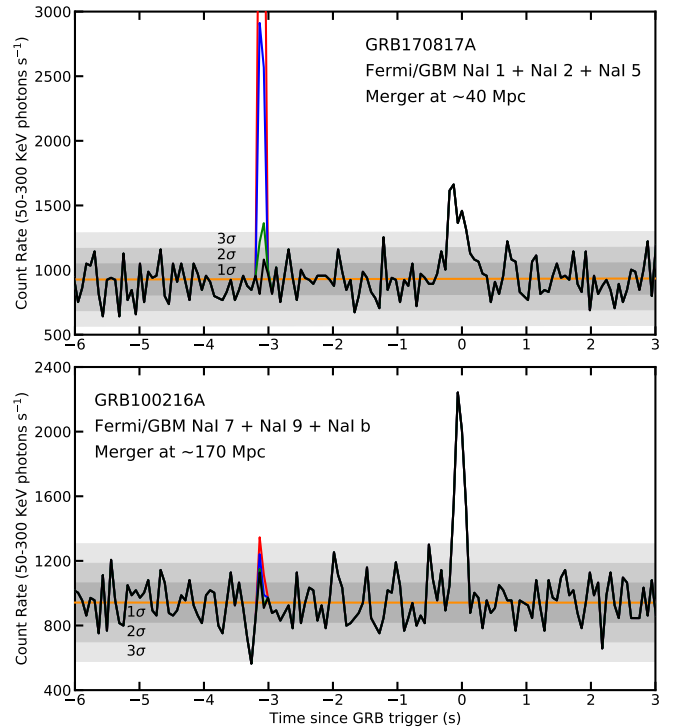 3000
2500
2000
1500
1000
500
Count Rate (50-300 KeV photons s⁻¹)
GRB170817A
Fermi/GBM NaI 1 + NaI 2 + NaI 5
Merger at ~40 Mpc
3σ
2σ
1σ
−6 −5 −4 −3 −2 −1 0 1 2 3
2400
2000
1600
1200
800
400
Count Rate (50-300 KeV photons s⁻¹)
GRB100216A
Fermi/GBM NaI 7 + NaI 9 + NaI b
Merger at ~170 Mpc
1σ
2σ
3σ
−6 −5 −4 −3 −2 −1 0 1 2 3
Time since GRB trigger (s)